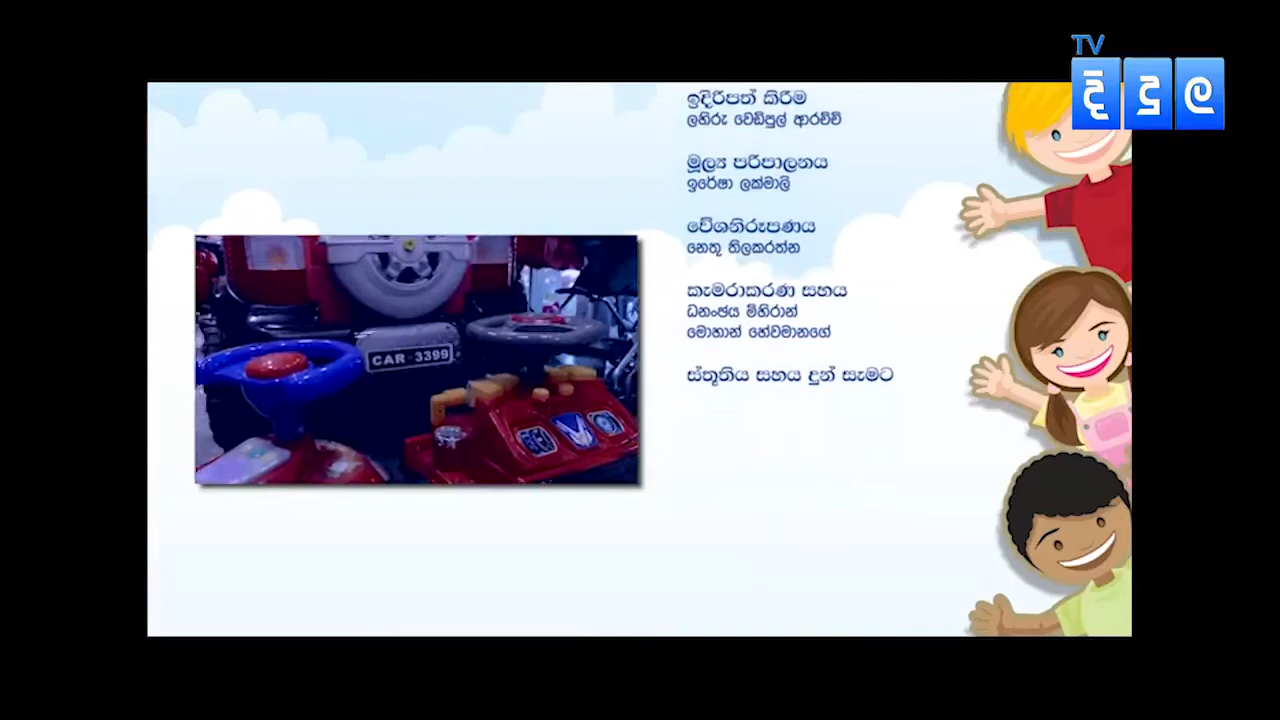 TV
දිදුල
ඉදිරිපත් කිරීම
ලහිරු වෙඩිපුල් ආරච්චි
මූල්‍ය පරිපාලනය
ඉරේෂා ලක්මාලි
වේශනිරූපණය
නෙතු තිලකරත්න
කැමරාකරණ සහය
ධනංජය මිහිරාන්
මොහාන් හේවමානගේ
ස්තූතිය සහය දුන් සැමට
CAR-3399